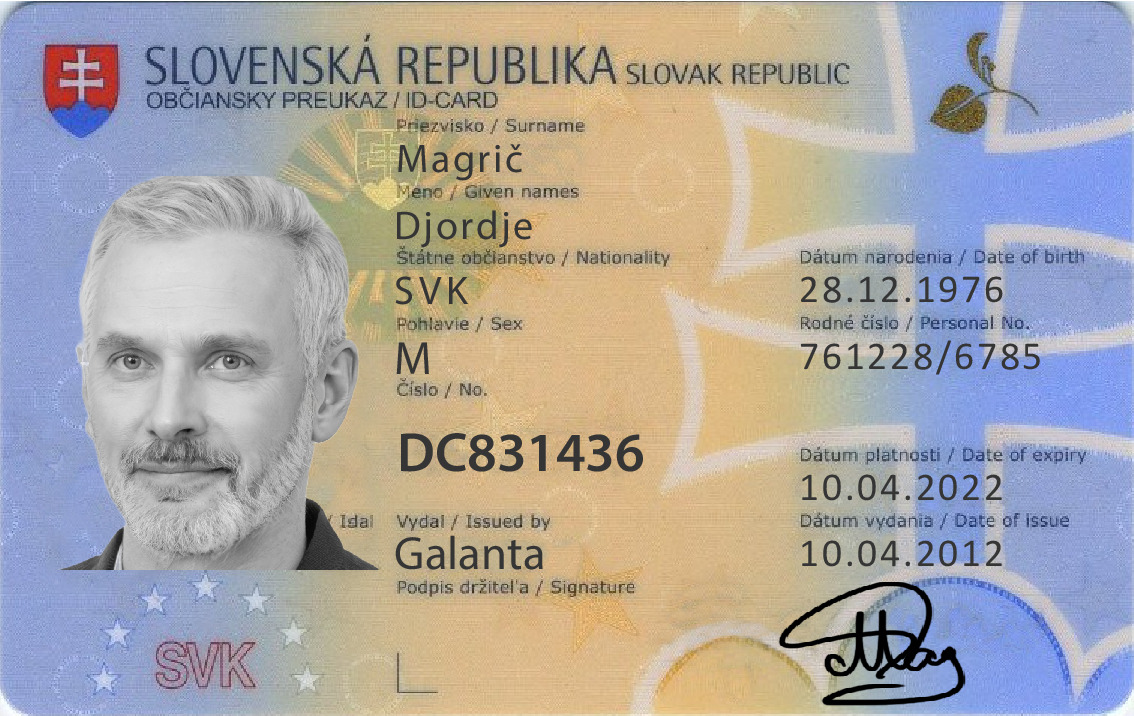 SLOVENSKÁ REPUBLIKA SLOVAK REPUBLIC
OBČIANSKY PREUKAZ / ID-CARD
Priezvisko / Surname
Magrič
Meno / Given names
Djordje
Štátne občianstvo / Nationality
SVK
Dátum narodenia / Date of birth
28.12.1976
Pohlavie / Sex
M
Rodné číslo / Personal No.
761228/6785
Číslo / No.
DC831436
Dátum platnosti / Date of expiry
10.04.2022
Vydal / Issued by
Galanta
Dátum vydania / Date of issue
10.04.2012
Podpis držiteľa / Signature
SVK